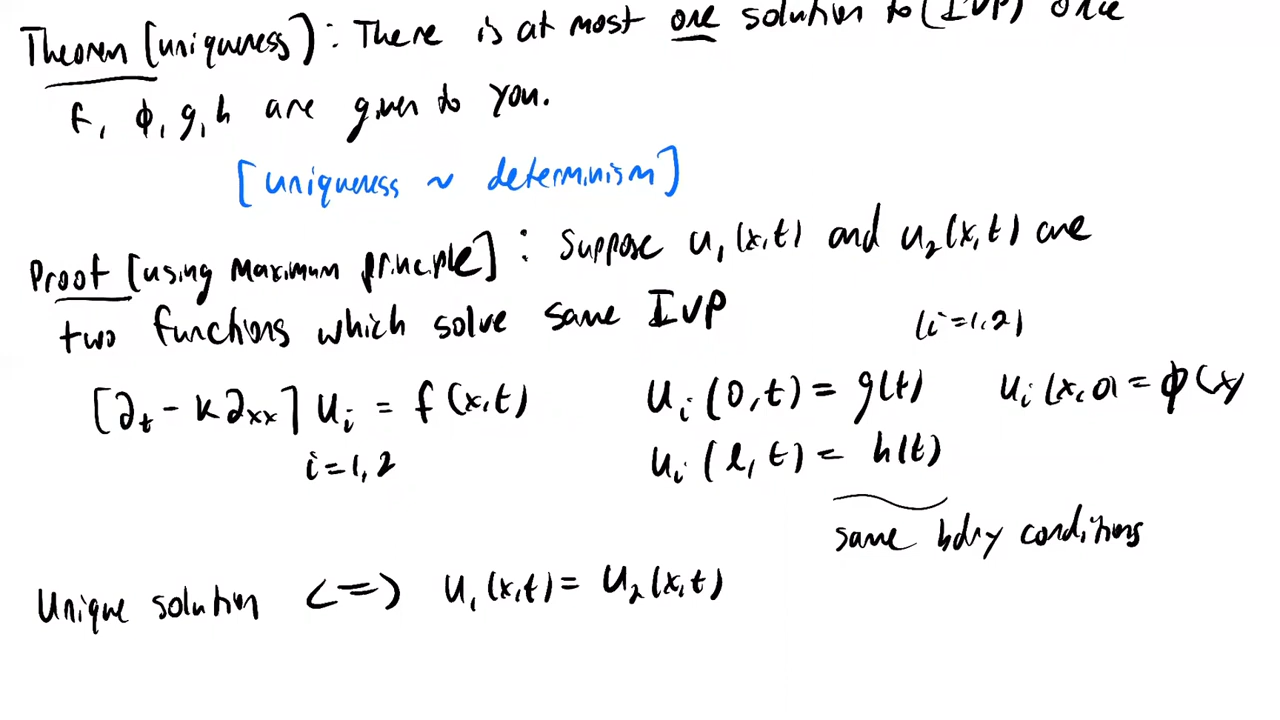 Theorem [uniqueness]: There is at most one solution to (IVP) once
f, ϕ, g, h are given to you.
[uniqueness ~ determinism]
Proof [using Maximum principle]: Suppose u₁(x,t) and u₂(x,t) are
two functions which solve same IVP
(i=1,2)
[∂ₜ - k∂ₓₓ] uᵢ = f(x,t) uᵢ(0,t) = g(t) uᵢ(x,0) = ϕ(x)
i=1,2 uᵢ(l,t) = h(t)
same bdry conditions
Unique solution <=> u₁(x,t) = u₂(x,t)